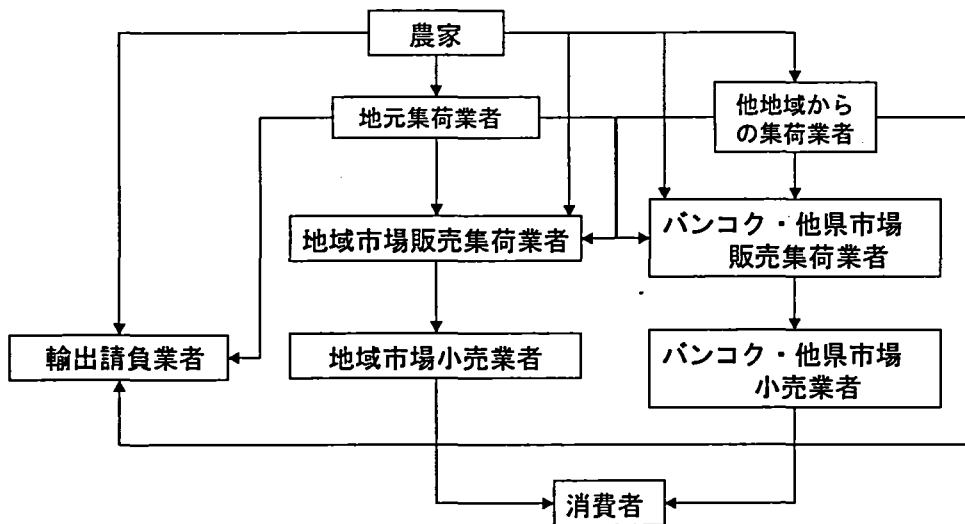 農家
地元集荷業者
他地域から
の集荷業者
地域市場販売集荷業者
バンコク・他県市場
販売集荷業者
輸出請負業者
地域市場小売業者
バンコク・他県市場
小売業者
消費者